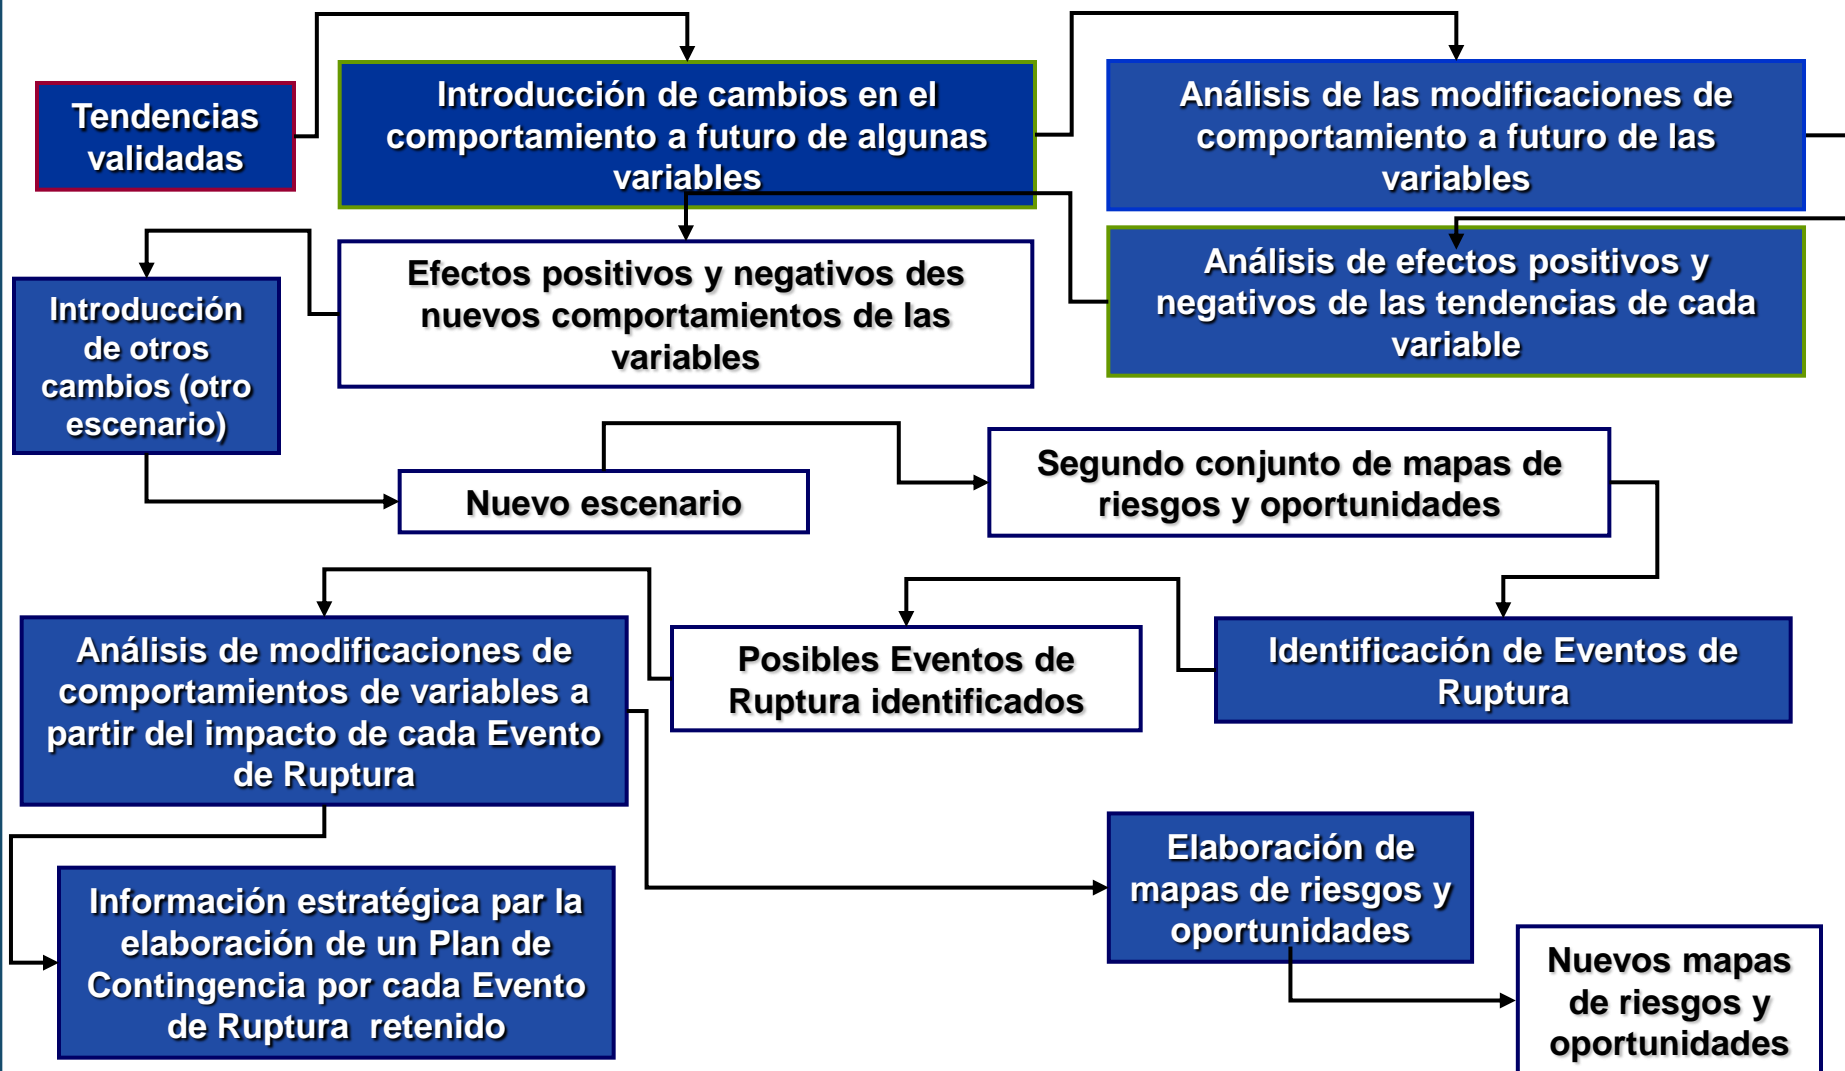 Tendencias
validadas
Introducción de cambios en el
comportamiento a futuro de algunas
variables
Análisis de las modificaciones de
comportamiento a futuro de las
variables
Análisis de efectos positivos y
negativos de las tendencias de cada
variable
Efectos positivos y negativos des
nuevos comportamientos de las
variables
Introducción
de otros
cambios (otro
escenario)
Nuevo escenario
Segundo conjunto de mapas de
riesgos y oportunidades
Identificación de Eventos de
Ruptura
Posibles Eventos de
Ruptura identificados
Análisis de modificaciones de
comportamientos de variables a
partir del impacto de cada Evento
de Ruptura
Información estratégica par la
elaboración de un Plan de
Contingencia por cada Evento
de Ruptura retenido
Elaboración de
mapas de riesgos y
oportunidades
Nuevos mapas
de riesgos y
oportunidades